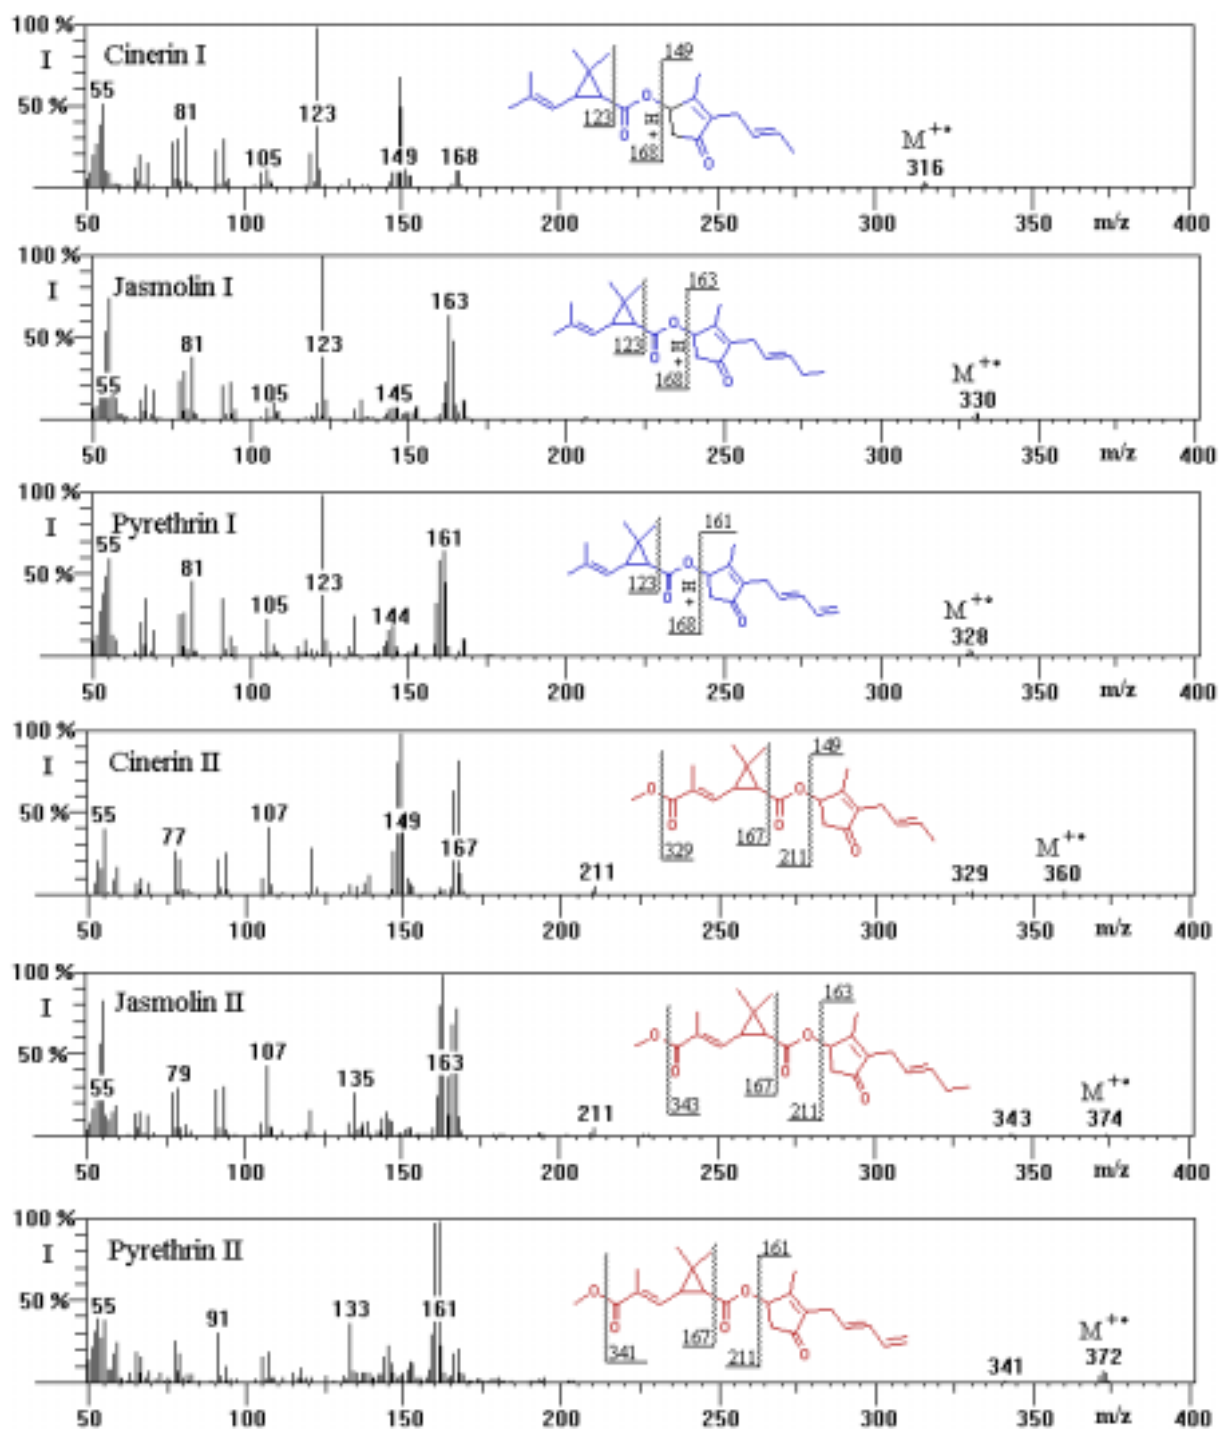 100 %
I
Cinerin I
50 %
55
81
105
123
149
168
149
123
168
+ H
O
O
O
M+•
316
50 100 150 200 250 300 350 m/z 400
100 %
I
Jasmolin I
50 %
55
81
105
123
145
163
163
123
168
+ H
O
O
O
M+•
330
50 100 150 200 250 300 350 m/z 400
100 %
I
Pyrethrin I
50 %
55
81
105
123
144
161
161
123
168
+ H
O
O
O
M+•
328
50 100 150 200 250 300 350 m/z 400
100 %
I
Cinerin II
50 %
55
77
107
149
167
211
149
329
167
211
O
O
O
O
O
329
M+•
360
50 100 150 200 250 300 350 m/z 400
100 %
I
Jasmolin II
50 %
55
79
107
135
163
211
163
343
167
211
O
O
O
O
O
343
M+•
374
50 100 150 200 250 300 350 m/z 400
100 %
I
Pyrethrin II
50 %
55
91
133
161
161
341
167
211
O
O
O
O
O
341
M+•
372
50 100 150 200 250 300 350 m/z 400